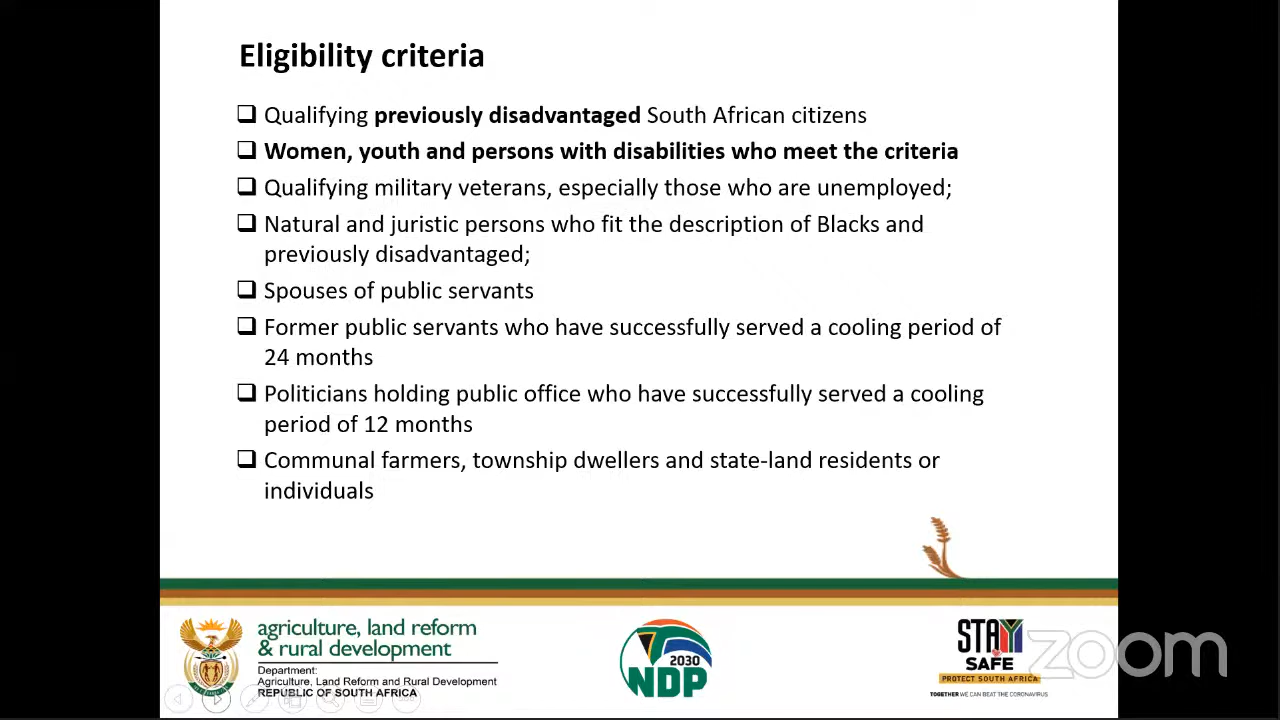 Eligibility criteria
Qualifying previously disadvantaged South African citizens
Women, youth and persons with disabilities who meet the criteria
Qualifying military veterans, especially those who are unemployed;
Natural and juristic persons who fit the description of Blacks and
previously disadvantaged;
Spouses of public servants
Former public servants who have successfully served a cooling period of
24 months
Politicians holding public office who have successfully served a cooling
period of 12 months
Communal farmers, township dwellers and state-land residents or
individuals
agriculture, land reform
& rural development
Department:
Agriculture, Land Reform and Rural Development
REPUBLIC OF SOUTH AFRICA
2030
NDP
STAY
SAFE
PROTECT SOUTH AFRICA
TOGETHER WE CAN BEAT THE CORONAVIRUS
zoom